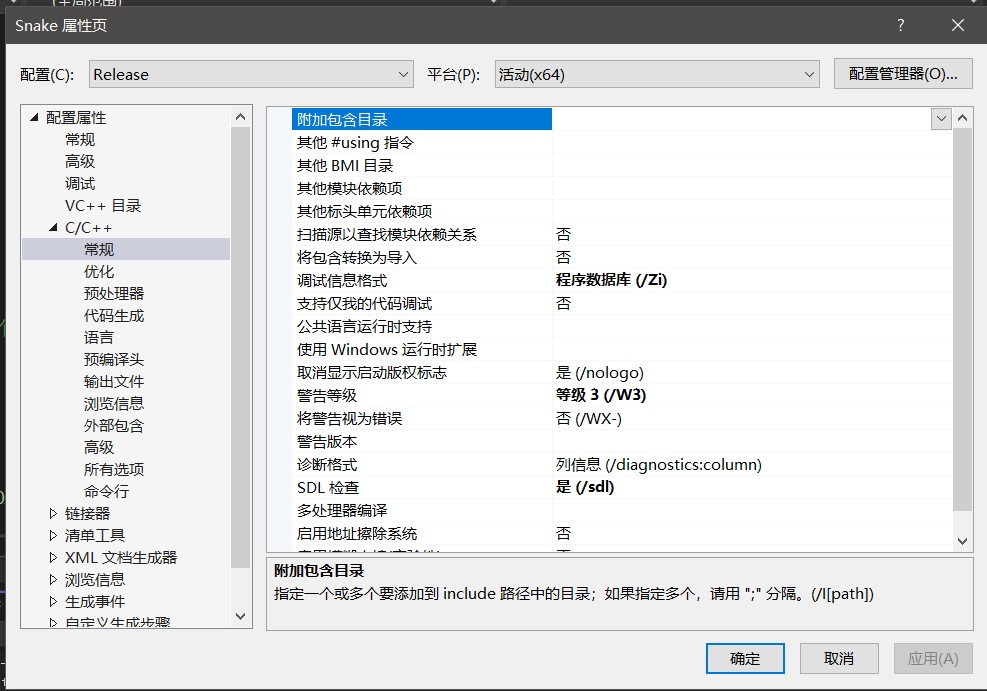 Snake 属性页
?
配置(C):
Release
平台(P):
活动(x64)
配置管理器(O)...
配置属性
常规
高级
调试
VC++ 目录
C/C++
常规
优化
预处理器
代码生成
语言
预编译头
输出文件
浏览信息
外部包含
高级
所有选项
命令行
链接器
清单工具
XML 文档生成器
浏览信息
生成事件
自定义生成步骤
附加包含目录
其他 #using 指令
其他 BMI 目录
其他模块依赖项
其他标头单元依赖项
扫描源以查找模块依赖关系 否
将包含转换为导入 否
调试信息格式 程序数据库 (/Zi)
支持仅我的代码调试 否
公共语言运行时支持
使用 Windows 运行时扩展
取消显示启动版权标志 是 (/nologo)
警告等级 等级 3 (/W3)
将警告视为错误 否 (/WX-)
警告版本
诊断格式 列信息 (/diagnostics:column)
SDL 检查 是 (/sdl)
多处理器编译
启用地址擦除系统 否
附加包含目录
指定一个或多个要添加到 include 路径中的目录；如果指定多个，请用 ";" 分隔。(/I[path])
确定
取消
应用(A)